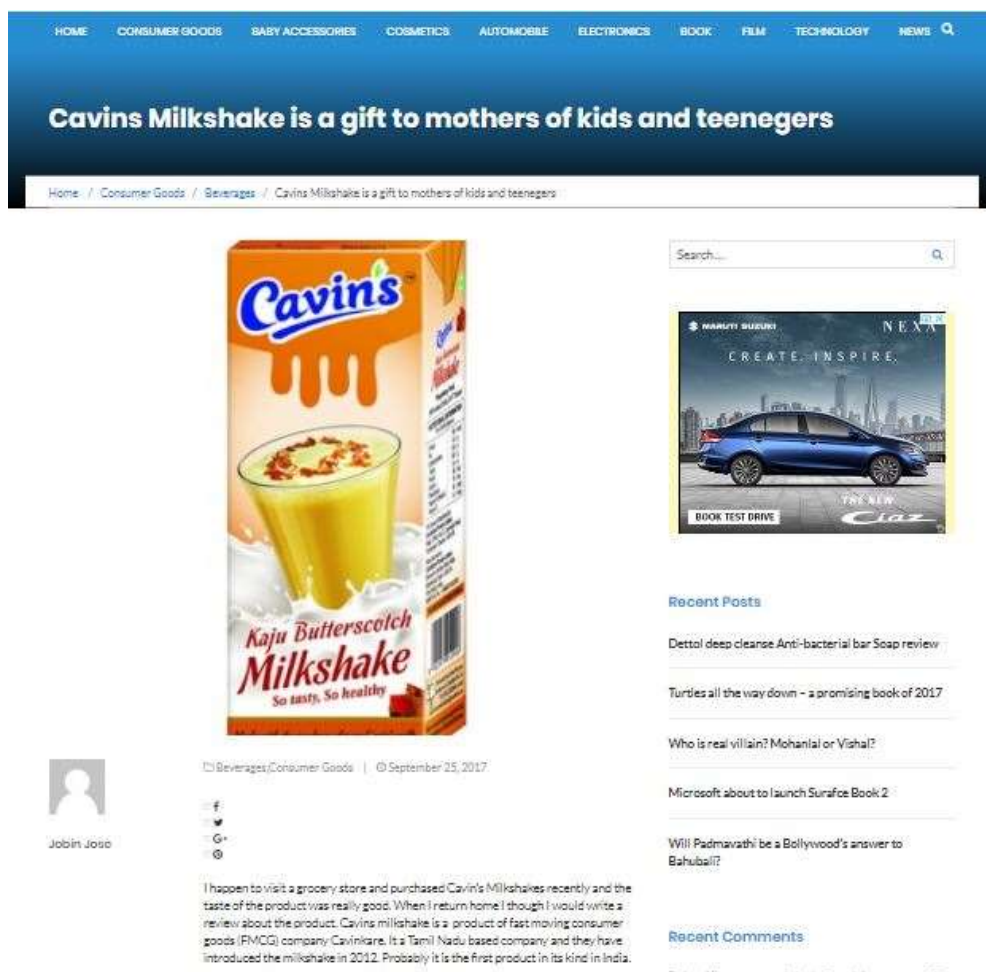 HOME CONSUMER GOODS BABY ACCESSORIES COSMETICS AUTOMOBILE ELECTRONICS BOOK FILM TECHNOLOGY NEWS
Cavins Milkshake is a gift to mothers of kids and teenegers
Home / Consumer Goods / Beverages / Cavins Milkshake is a gift to mothers of kids and teenegers
Cavin's
Kaju Butterscotch
Milkshake
So tasty, So healthy
Beverages,Consumer Goods | September 25, 2017
Jobin Jose
I happen to visit a grocery store and purchased Cavin's Milkshakes recently and the
taste of the product was really good. When I return home I though I would write a
review about the product. Cavins milkshake is a product of fast moving consumer
goods (FMCG) company Cavinkare. It a Tamil Nadu based company and they have
introduced the milkshake in 2012. Probably it is the first product in its kind in India.
Search....
MARUTI SUZUKI NEXA
CREATE. INSPIRE.
THE NEW
Ciaz
BOOK TEST DRIVE
Recent Posts
Dettol deep cleanse Anti-bacterial bar Soap review
Turtles all the way down – a promising book of 2017
Who is real villain? Mohanlal or Vishal?
Microsoft about to launch Surafce Book 2
Will Padmavathi be a Bollywood's answer to
Bahubali?
Recent Comments